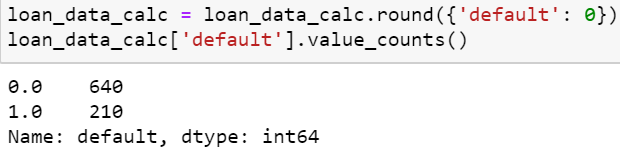 loan_data_calc = loan_data_calc.round({'default': 0})
loan_data_calc['default'].value_counts()
0.0    640
1.0    210
Name: default, dtype: int64